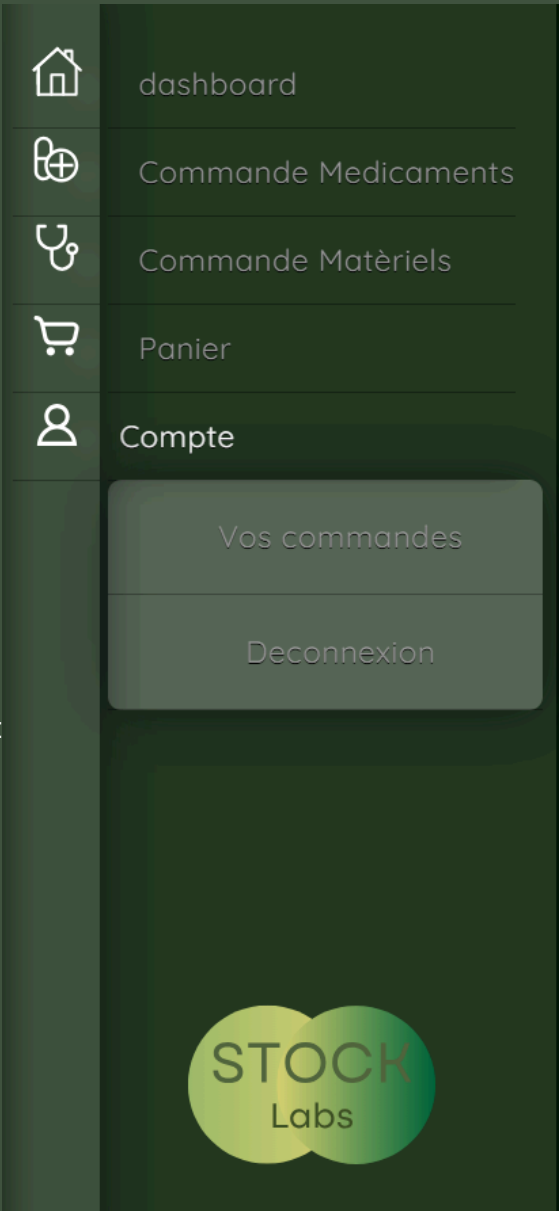 dashboard
Commande Medicaments
Commande Matèriels
Panier
Compte
Vos commandes
Deconnexion
STOCK
Labs